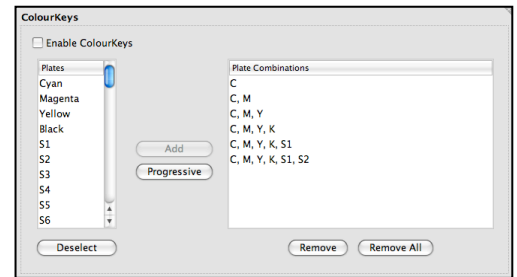 ColourKeys
Enable ColourKeys
Plates
Cyan
Magenta
Yellow
Black
S1
S2
S3
S4
S5
S6
Deselect
Add
Progressive
Plate Combinations
C
C, M
C, M, Y
C, M, Y, K
C, M, Y, K, S1
C, M, Y, K, S1, S2
Remove
Remove All